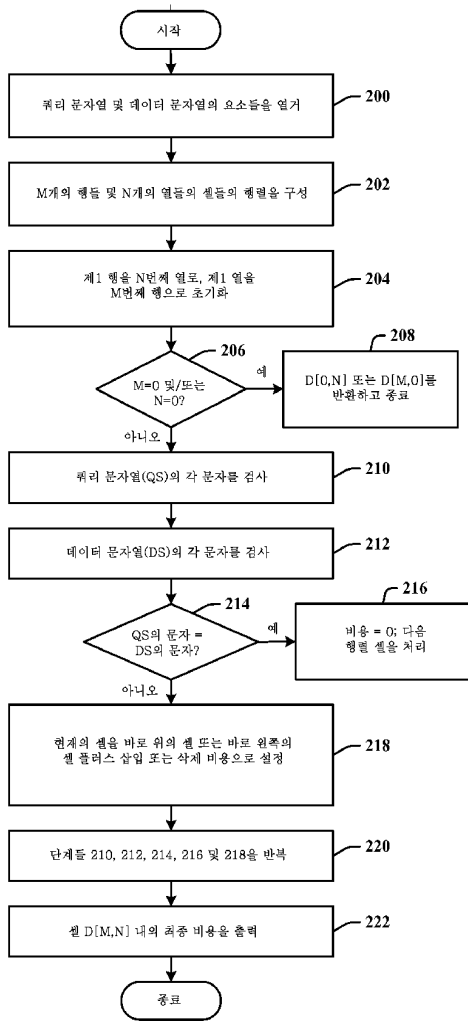 시작
쿼리 문자열 및 데이터 문자열의 요소들을 열거
200
M개의 행들 및 N개의 열들의 셀들의 행렬을 구성
202
제1 행을 N번째 열로, 제1 열을
M번째 행으로 초기화
204
206
M=0 및/또는
N=0?
예
208
D[0,N] 또는 D[M,0]를
반환하고 종료
아니오
쿼리 문자열(QS)의 각 문자를 검사
210
데이터 문자열(DS)의 각 문자를 검사
212
214
QS의 문자 =
DS의 문자?
예
216
비용 = 0; 다음
행렬 셀을 처리
아니오
현재의 셀을 바로 위의 셀 또는 바로 왼쪽의
셀 플러스 삽입 또는 삭제 비용으로 설정
218
단계들 210, 212, 214, 216 및 218을 반복
220
셀 D[M,N] 내의 최종 비용을 출력
222
종료